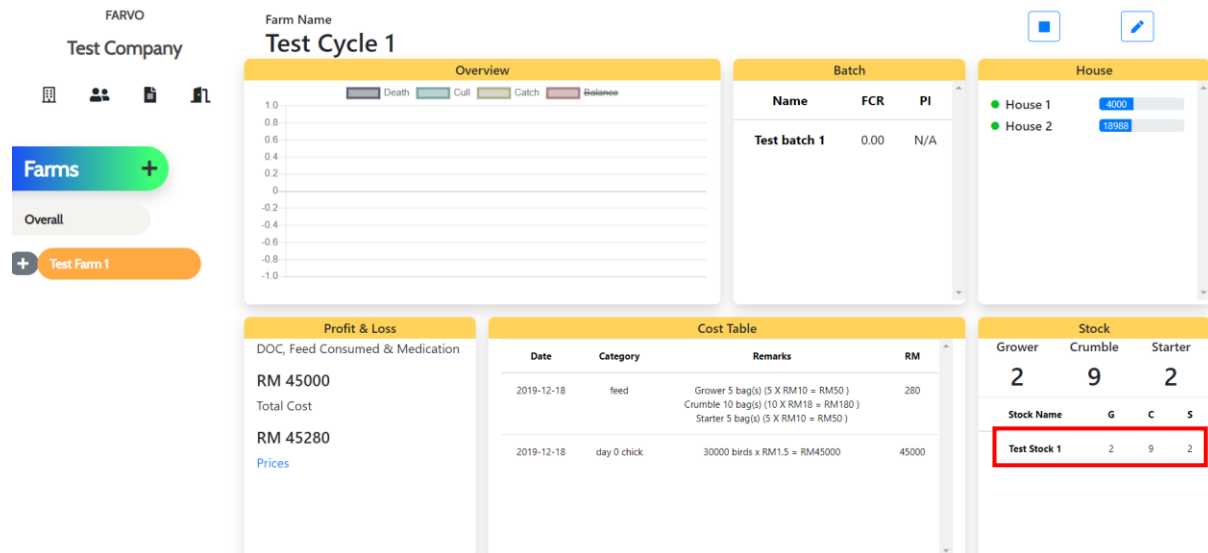 FARVO
Test Company
Farms +
Overall
+ Test Farm 1
Farm Name
Test Cycle 1
Overview
Death Cull Catch Balance
1.0
0.8
0.6
0.4
0.2
0
-0.2
-0.4
-0.6
-0.8
-1.0
Batch
Name FCR PI
Test batch 1 0.00 N/A
House
House 1 4000
House 2 18988
Profit & Loss
DOC, Feed Consumed & Medication
RM 45000
Total Cost
RM 45280
Prices
Cost Table
Date Category Remarks RM
2019-12-18 feed Grower 5 bag(s) (5 X RM10 = RM50 ) 280
Crumble 10 bag(s) (10 X RM18 = RM180 )
Starter 5 bag(s) (5 X RM10 = RM50 )
2019-12-18 day 0 chick 30000 birds x RM1.5 = RM45000 45000
Stock
Grower Crumble Starter
2 9 2
Stock Name G C S
Test Stock 1 2 9 2